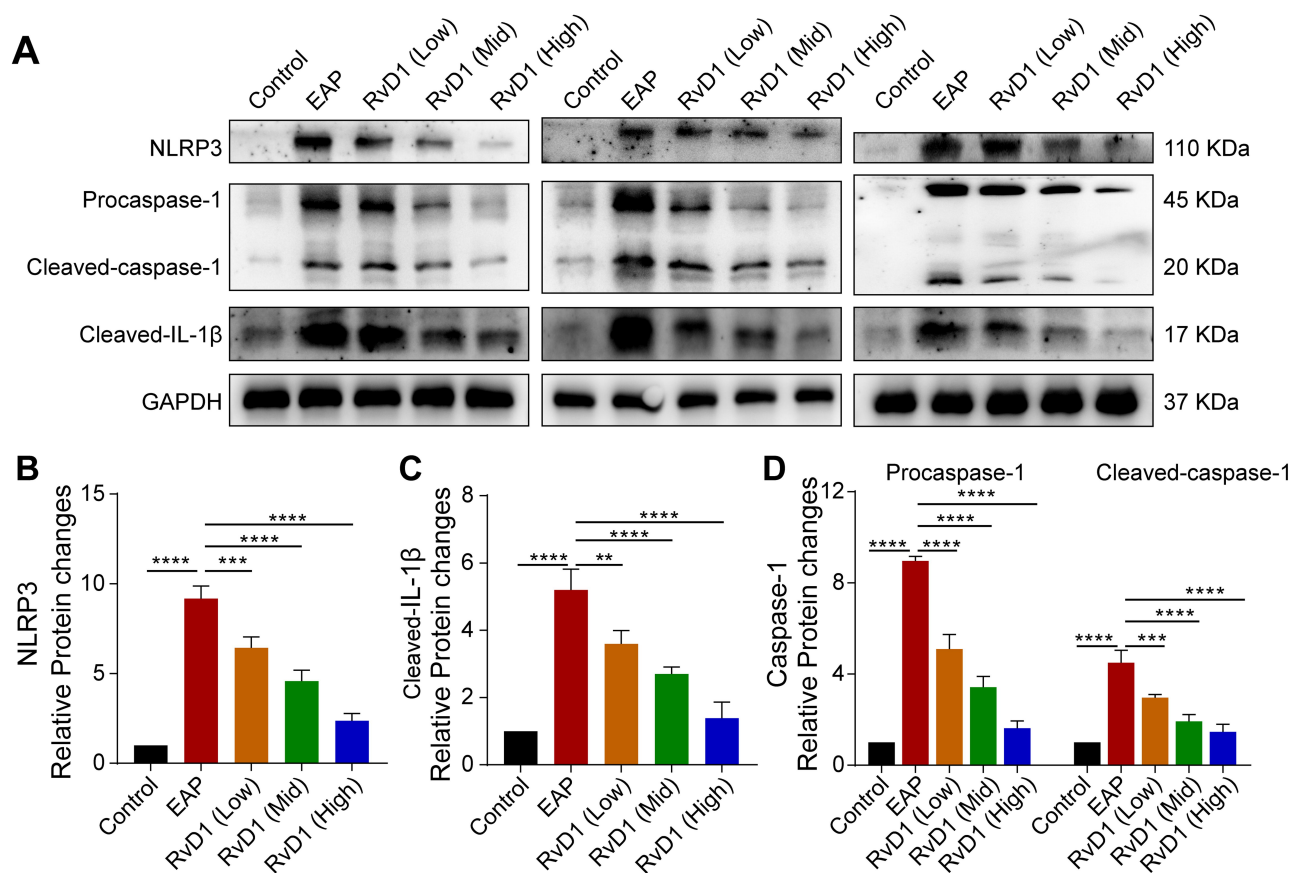 A
Control EAP RvD1 (Low) RvD1 (Mid) RvD1 (High) Control EAP RvD1 (Low) RvD1 (Mid) RvD1 (High) Control EAP RvD1 (Low) RvD1 (Mid) RvD1 (High)
NLRP3 110 KDa
Procaspase-1 45 KDa
Cleaved-caspase-1 20 KDa
Cleaved-IL-1β 17 KDa
GAPDH 37 KDa
B
NLRP3
Relative Protein changes
15
10
5
0
**** *** **** ****
Control EAP RvD1 (Low) RvD1 (Mid) RvD1 (High)
C
Cleaved-IL-1β
Relative Protein changes
8
6
4
2
0
**** ** **** ****
Control EAP RvD1 (Low) RvD1 (Mid) RvD1 (High)
D
Procaspase-1 Cleaved-caspase-1
Caspase-1
Relative Protein changes
12
8
4
0
**** **** **** ****
**** *** **** ****
Control EAP RvD1 (Low) RvD1 (Mid) RvD1 (High) Control EAP RvD1 (Low) RvD1 (Mid) RvD1 (High)